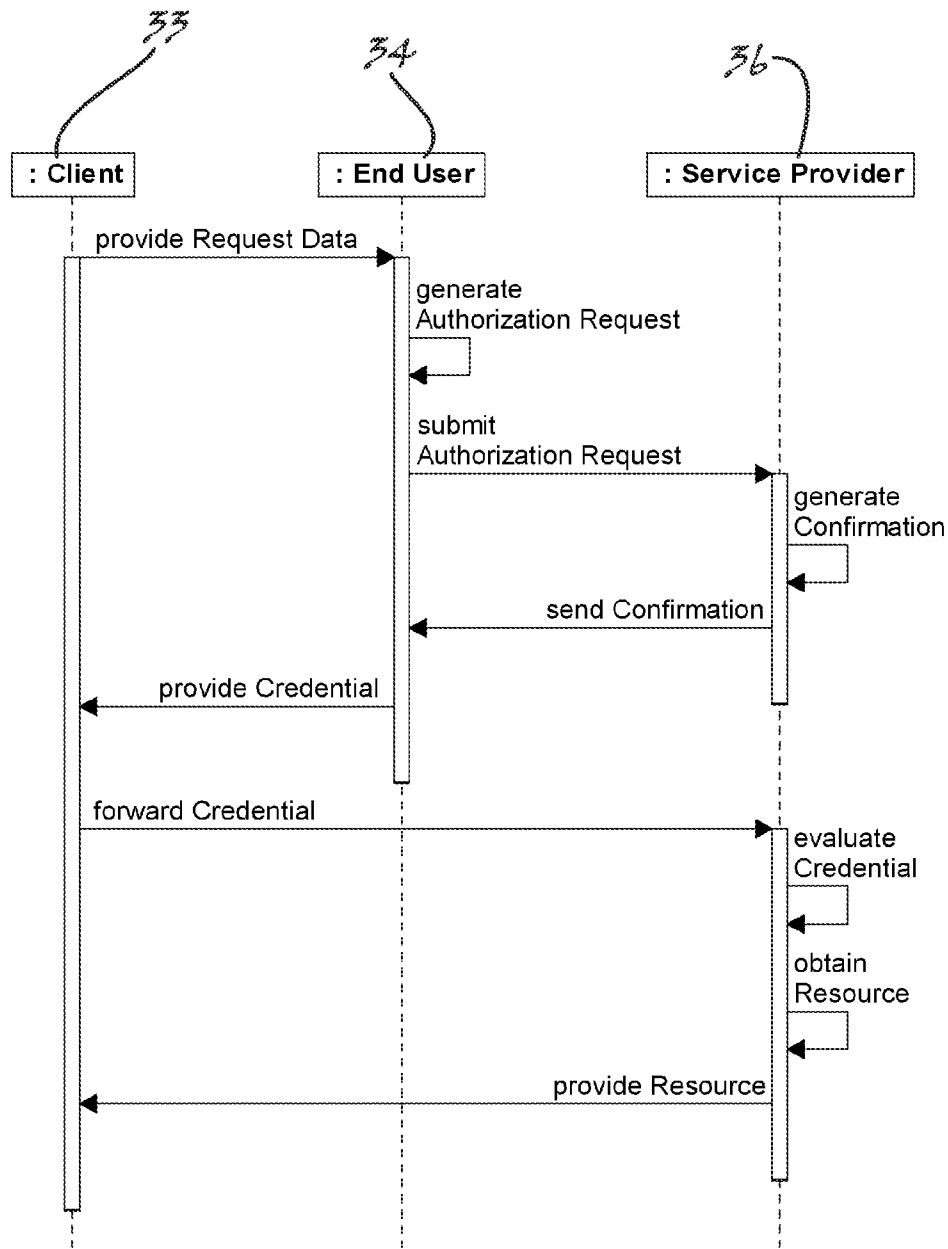 33
34
36
: Client
: End User
: Service Provider
provide Request Data
generate
Authorization Request
submit
Authorization Request
generate
Confirmation
send Confirmation
provide Credential
forward Credential
evaluate
Credential
obtain
Resource
provide Resource